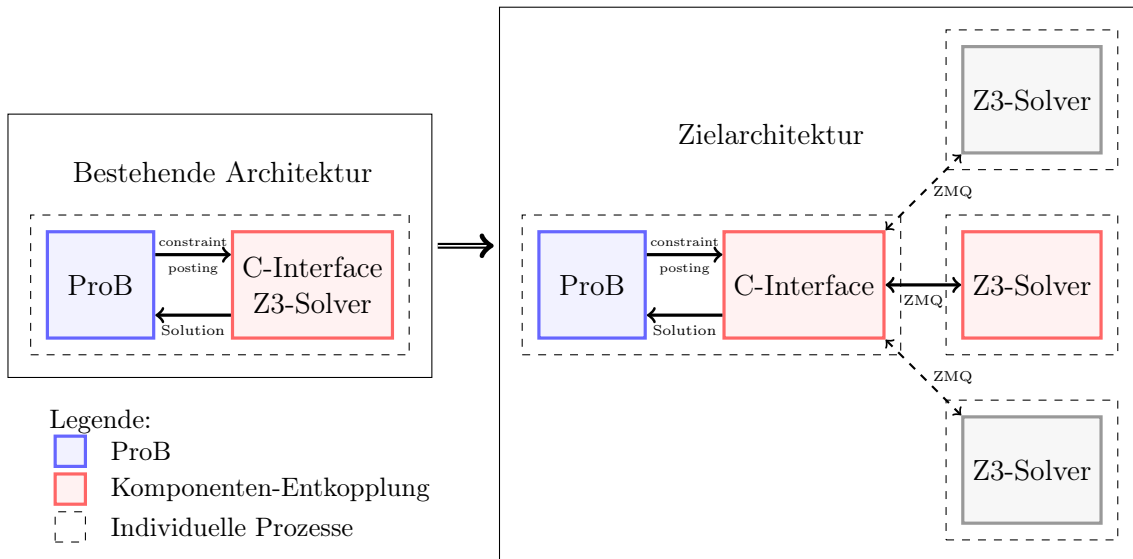 Bestehende Architektur
ProB
constraint
posting
Solution
C-Interface
Z3-Solver
Legende:
ProB
Komponenten-Entkopplung
Individuelle Prozesse
Zielarchitektur
ProB
constraint
posting
Solution
C-Interface
ZMQ
Z3-Solver
ZMQ
Z3-Solver
ZMQ
Z3-Solver